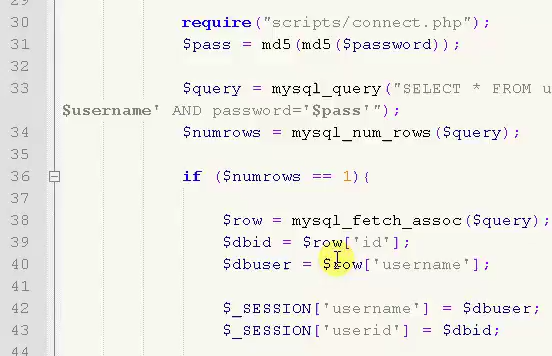 29
30 require("scripts/connect.php");
31 $pass = md5(md5($password));
32
33 $query = mysql_query("SELECT * FROM u
$username' AND password='$pass'");
34 $numrows = mysql_num_rows($query);
35
36 if ($numrows == 1){
37
38 $row = mysql_fetch_assoc($query);
39 $dbid = $row['id'];
40 $dbuser = $row['username'];
41
42 $_SESSION['username'] = $dbuser;
43 $_SESSION['userid'] = $dbid;
44